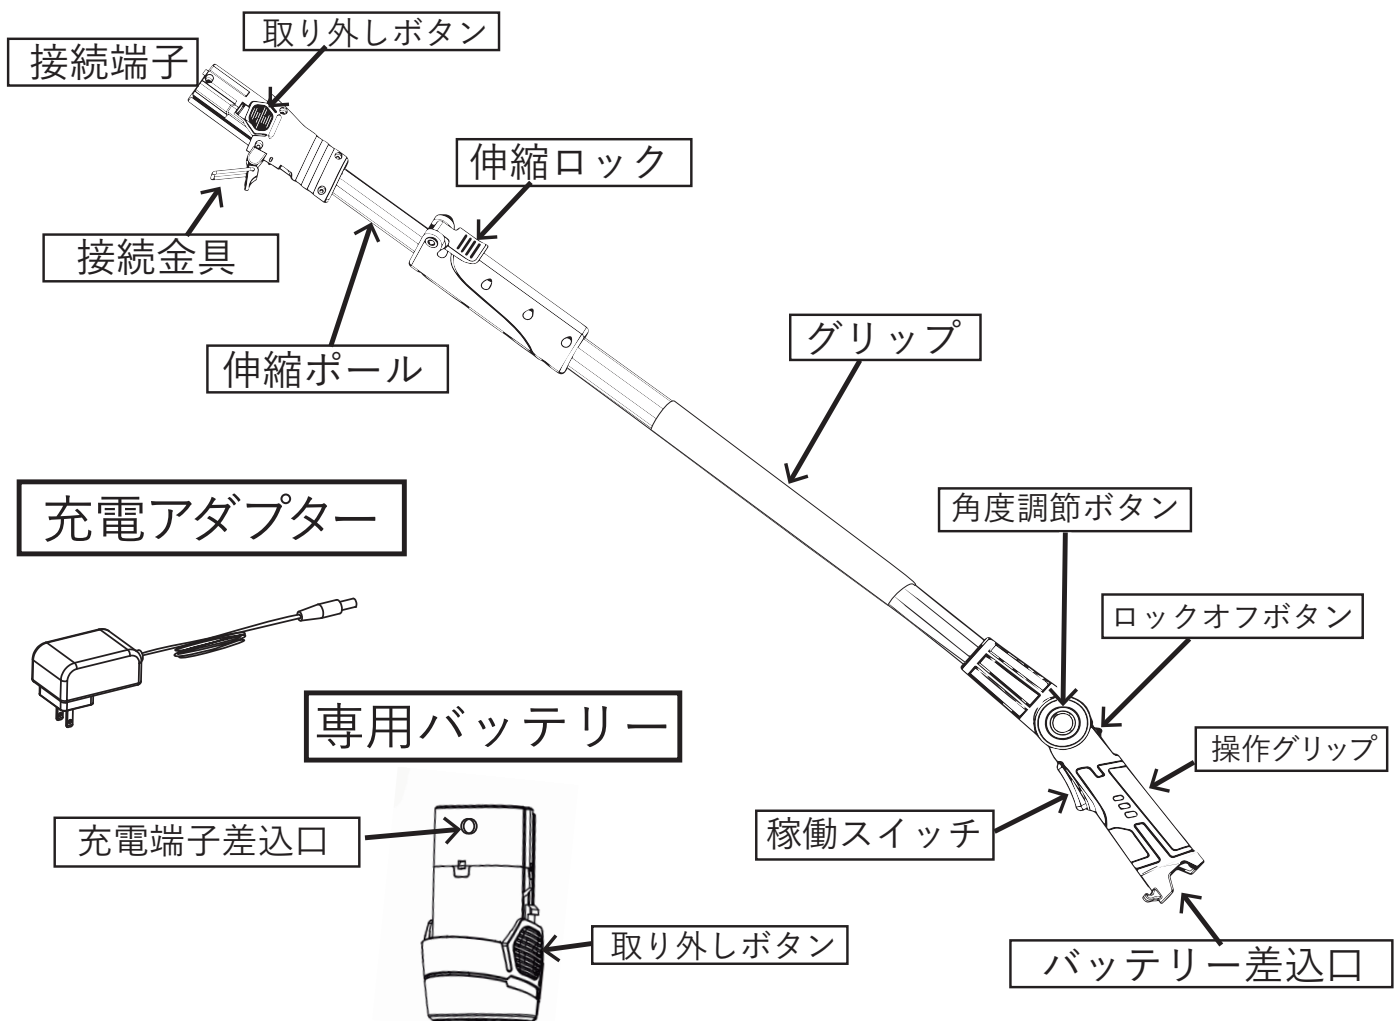 取り外しボタン
接続端子
伸縮ロック
接続金具
伸縮ポール
グリップ
充電アダプター
角度調節ボタン
ロックオフボタン
専用バッテリー
操作グリップ
充電端子差込口
稼働スイッチ
取り外しボタン
バッテリー差込口